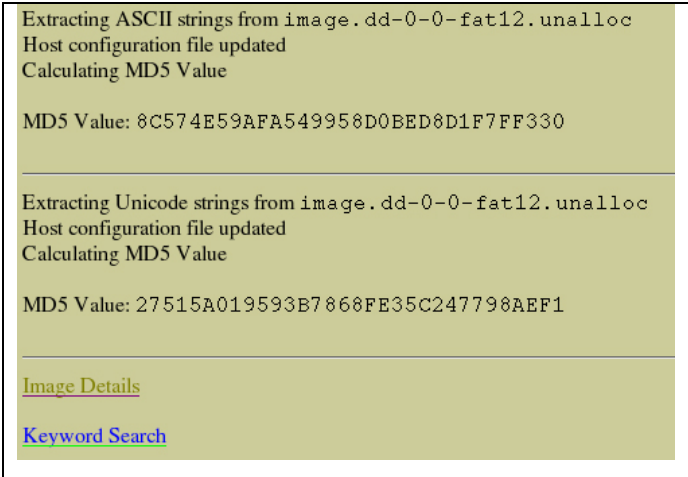 Extracting ASCII strings from image.dd-0-0-fat12.unalloc
Host configuration file updated
Calculating MD5 Value
MD5 Value: 8C574E59AFA549958D0BED8D1F7FF330
Extracting Unicode strings from image.dd-0-0-fat12.unalloc
Host configuration file updated
Calculating MD5 Value
MD5 Value: 27515A019593B7868FE35C247798AEF1
Image Details
Keyword Search